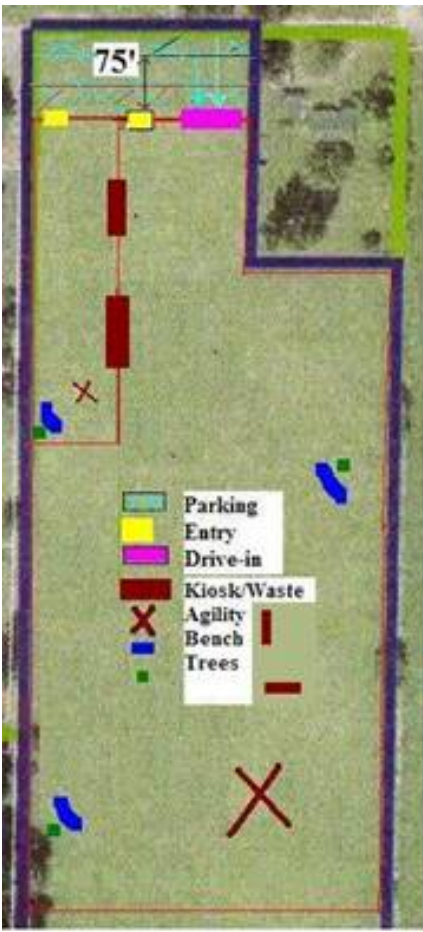 75'
Parking
Entry
Drive-in
Kiosk/Waste
Agility
Bench
Trees